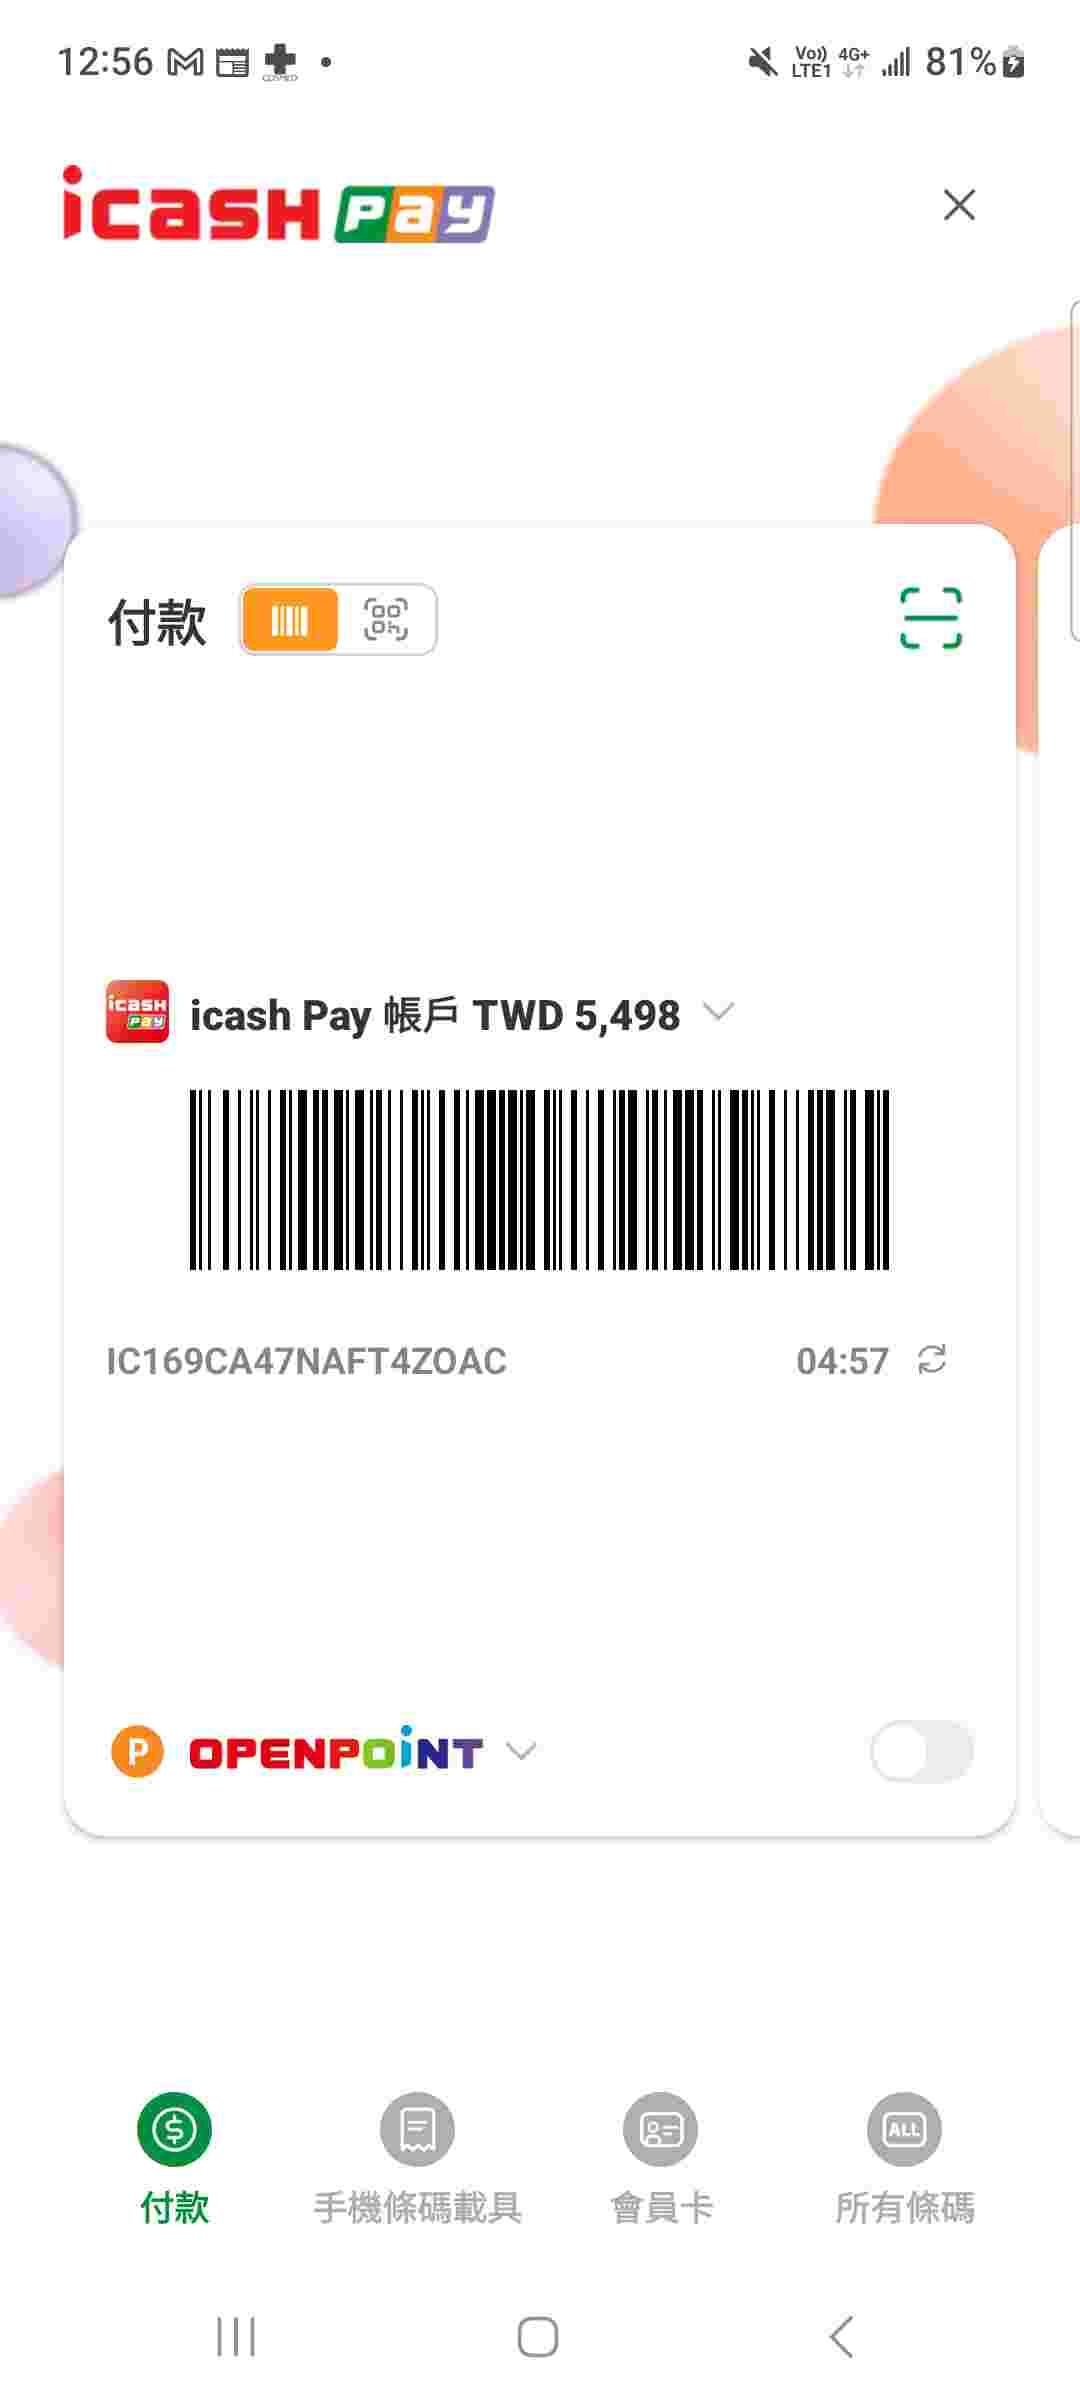 12:56 COSMED Vo)) LTE1 4G+ 81%
icash Pay
付款
icash Pay icash Pay 帳戶 TWD 5,498
IC169CA47NAFT4ZOAC 04:57
P OPENPOINT
$ ALL
付款 手機條碼載具 會員卡 所有條碼